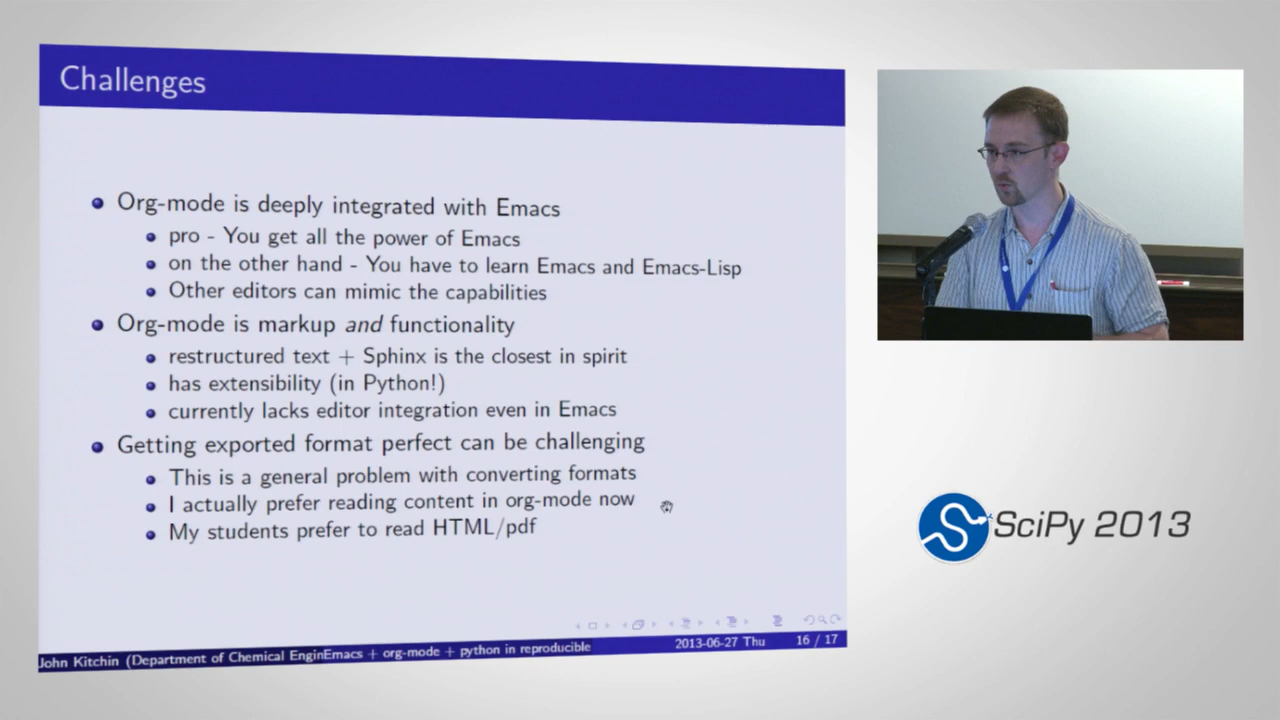 Challenges
Org-mode is deeply integrated with Emacs
pro - You get all the power of Emacs
on the other hand - You have to learn Emacs and Emacs-Lisp
Other editors can mimic the capabilities
Org-mode is markup and functionality
restructured text + Sphinx is the closest in spirit
has extensibility (in Python!)
currently lacks editor integration even in Emacs
Getting exported format perfect can be challenging
This is a general problem with converting formats
I actually prefer reading content in org-mode now
My students prefer to read HTML/pdf
John Kitchin (Department of Chemical EnginEmacs + org-mode + python in reproducible
2013-06-27 Thu
16 / 17
SciPy 2013